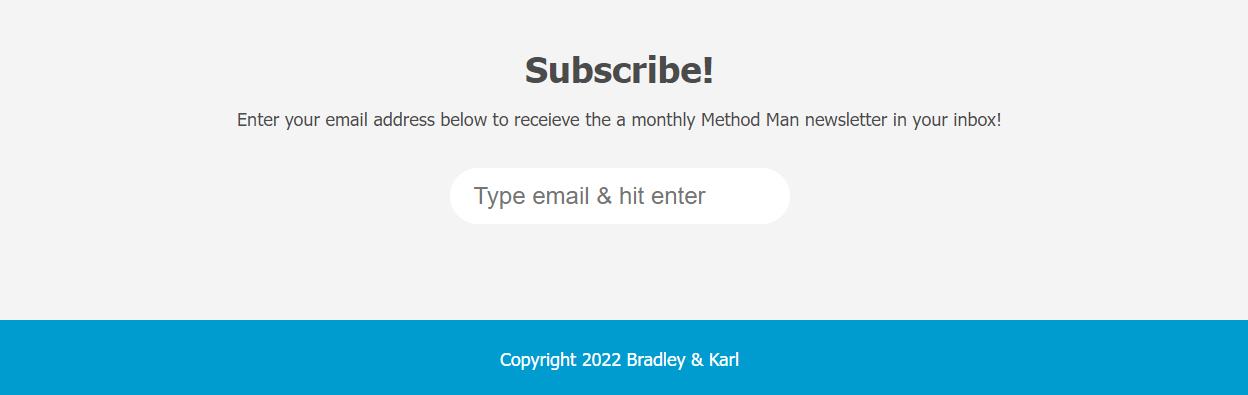 Subscribe!
Enter your email address below to receieve the a monthly Method Man newsletter in your inbox!
Type email & hit enter
Copyright 2022 Bradley & Karl